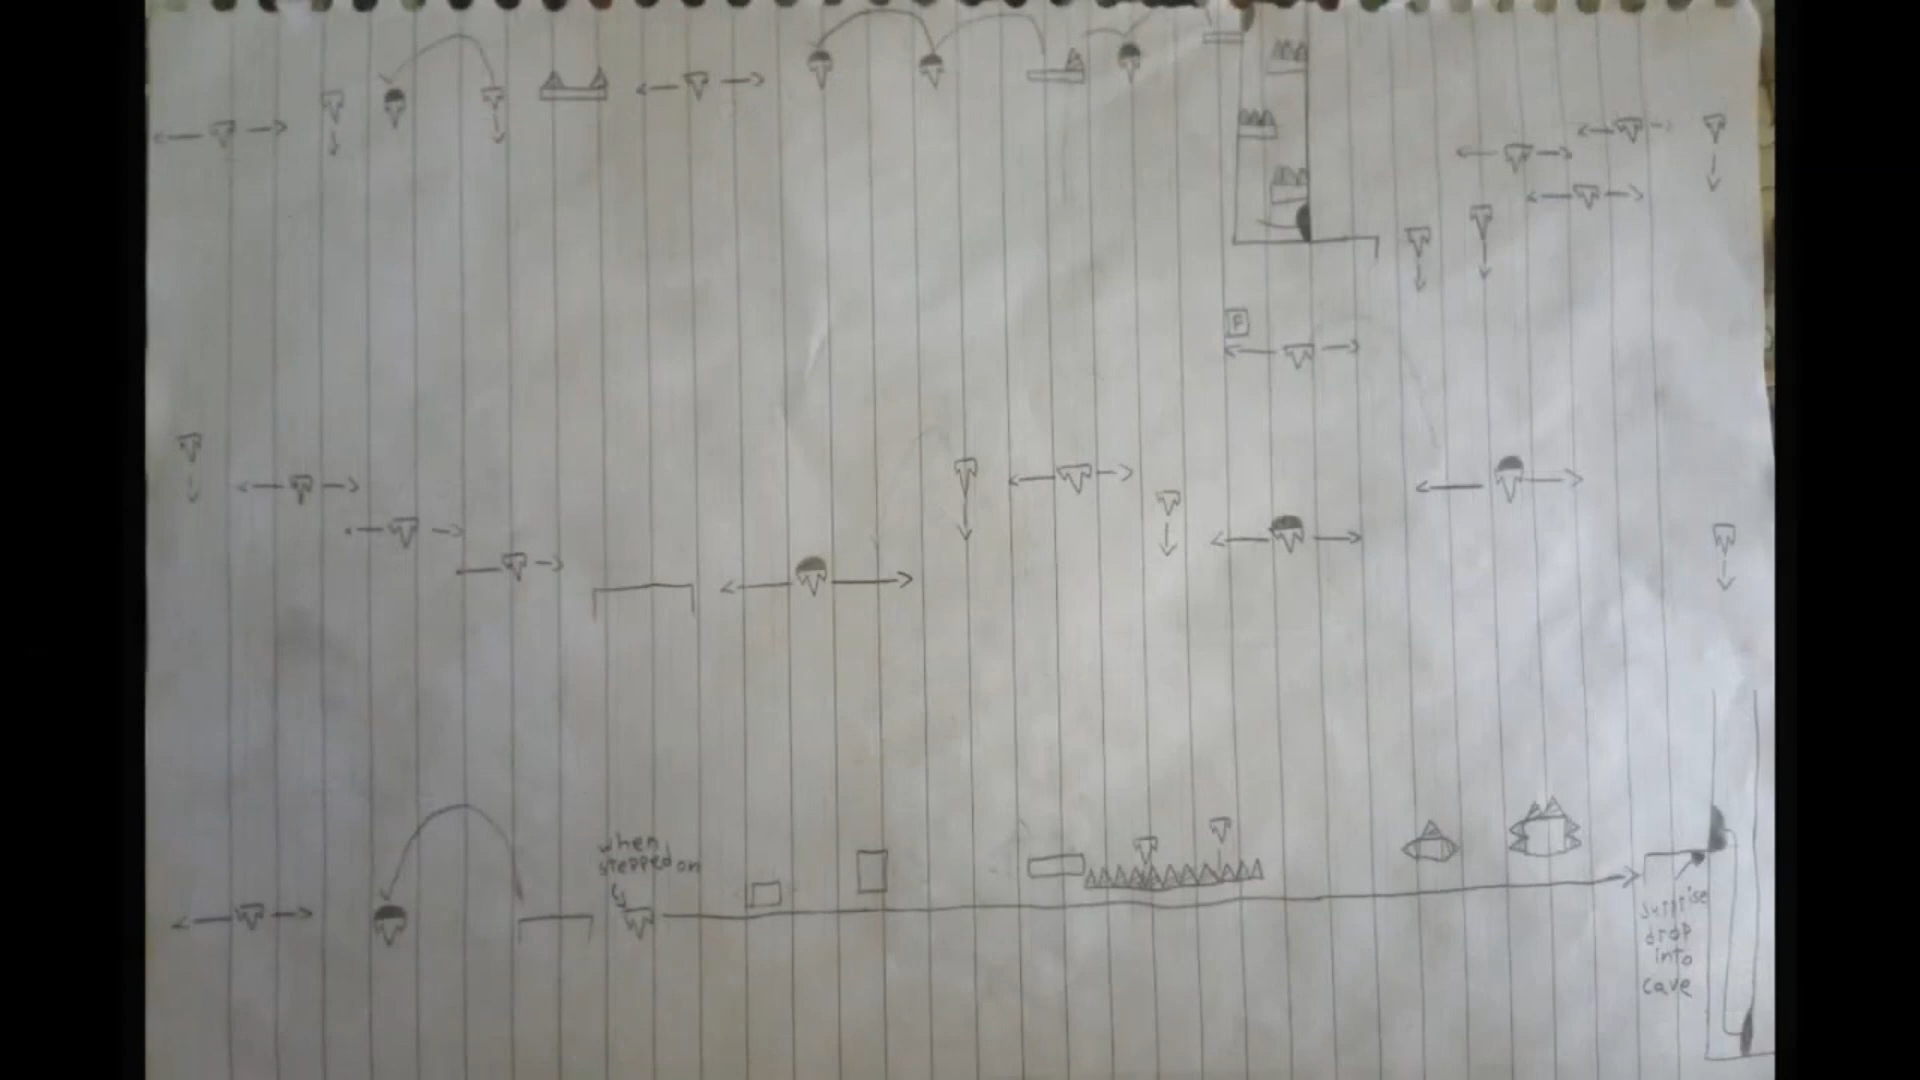 F
when
stepped on
surprise
drop
into
cave